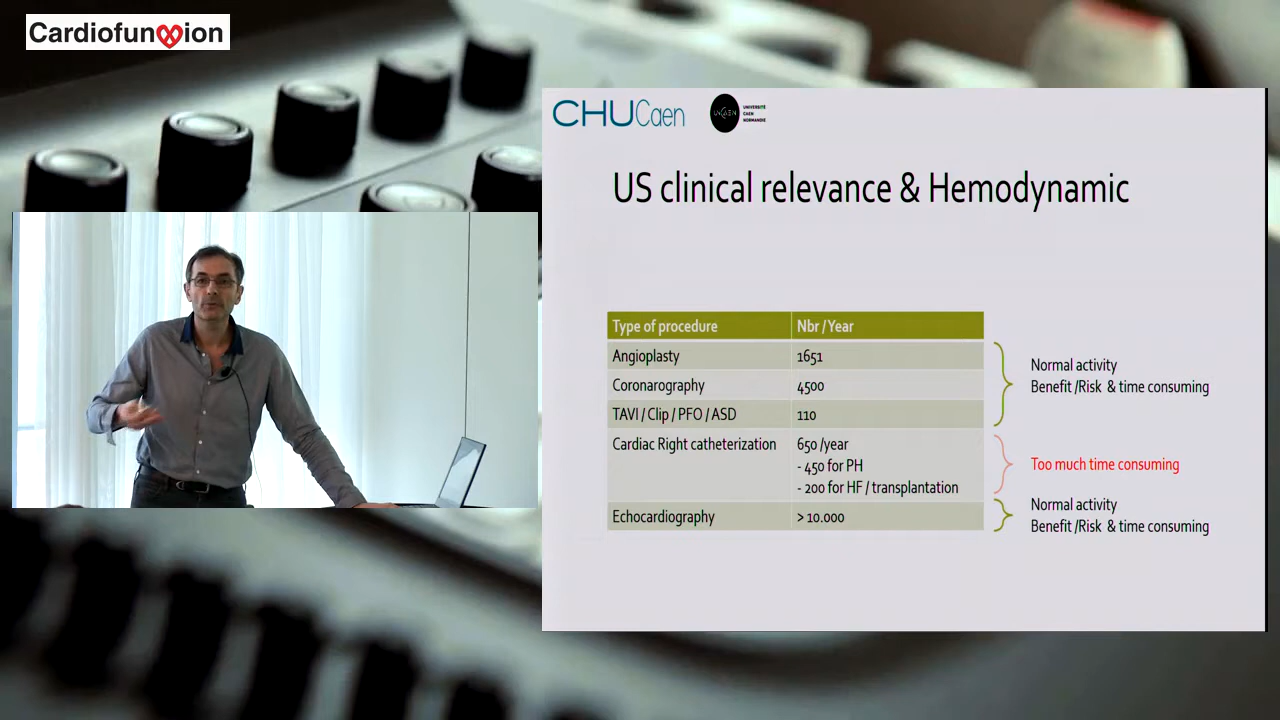 Cardiofunxion
CHUCaen
UNICAEN
UNIVERSITÉ
CAEN
NORMANDIE
US clinical relevance & Hemodynamic
Type of procedure Nbr / Year
Angioplasty 1651
Coronarography 4500
TAVI / Clip / PFO / ASD 110
Normal activity
Benefit /Risk & time consuming
Cardiac Right catheterization 650 /year
- 450 for PH
- 200 for HF / transplantation
Too much time consuming
Echocardiography > 10.000
Normal activity
Benefit /Risk & time consuming